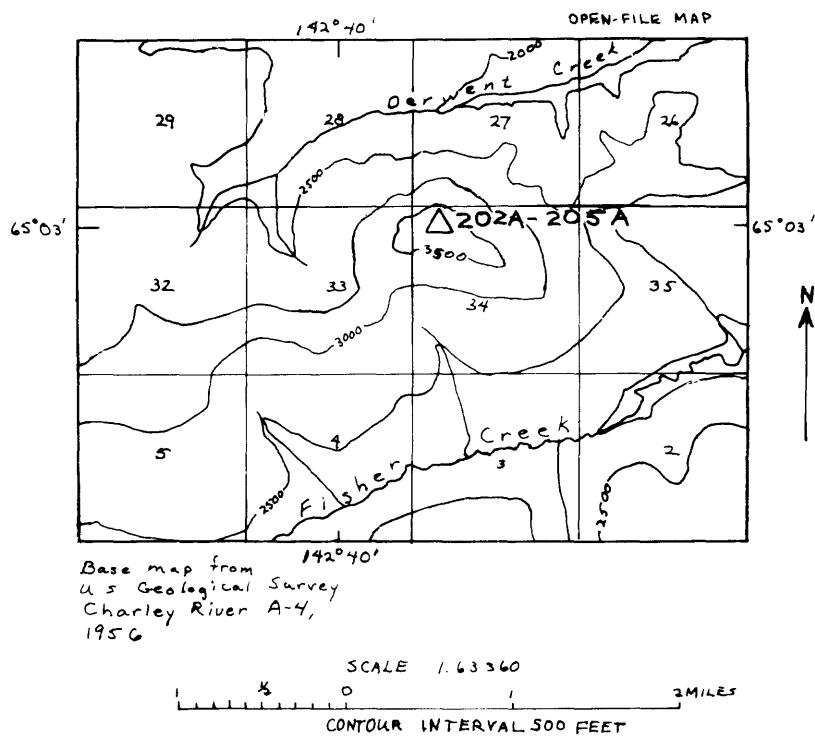 OPEN-FILE MAP
142°40'
2000
Derwent Creek
29
28
27
26
2500
65°03'
202A-205A
65°03'
3500
32
33
34
35
N
3000
5
4
3
2
Fisher Creek
2500
2500
142°40'
Base map from
U S Geological Survey
Charley River A-4,
1956
SCALE 1:63360
1 ½ 0 1 2 MILES
CONTOUR INTERVAL 500 FEET